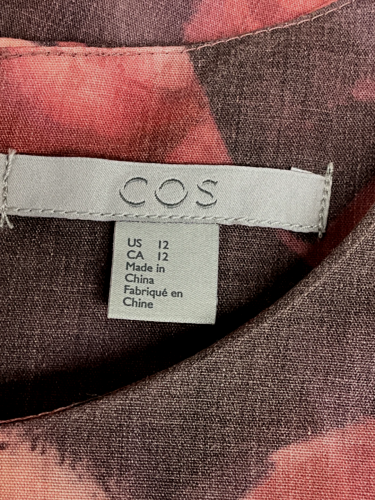 COS
US 12
CA 12
Made in
China
Fabriqué en
Chine